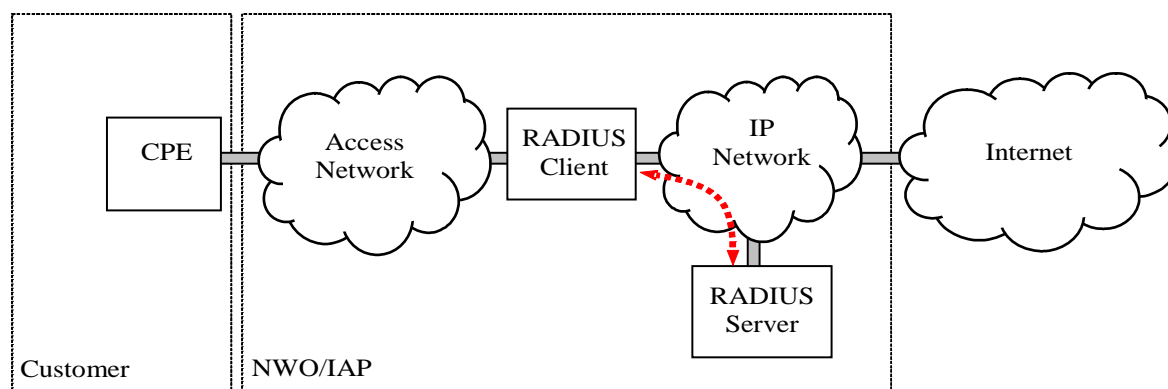 CPE
Access
Network
RADIUS
Client
IP
Network
Internet
RADIUS
Server
Customer
NWO/IAP